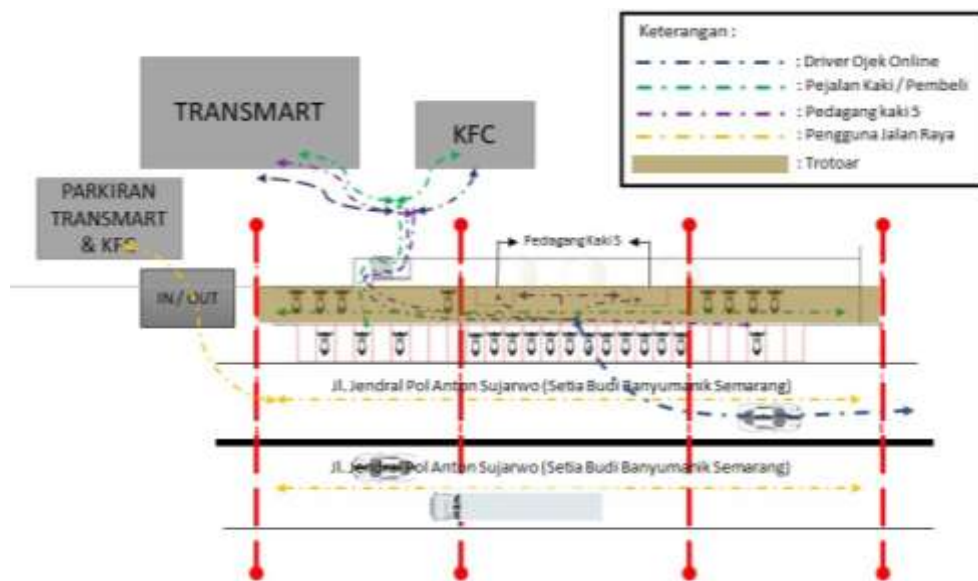 Keterangan :
: Driver Ojek Online
: Pejalan Kaki / Pembeli
: Pedagang kaki 5
: Pengguna Jalan Raya
: Trotoar
TRANSMART
KFC
PARKIRAN
TRANSMART
& KFC
IN / OUT
Pedagang Kaki 5
Jl. Jendral Pol Anton Sujarwo (Setia Budi Banyumanik Semarang)
Jl. Jendral Pol Anton Sujarwo (Setia Budi Banyumanik Semarang)